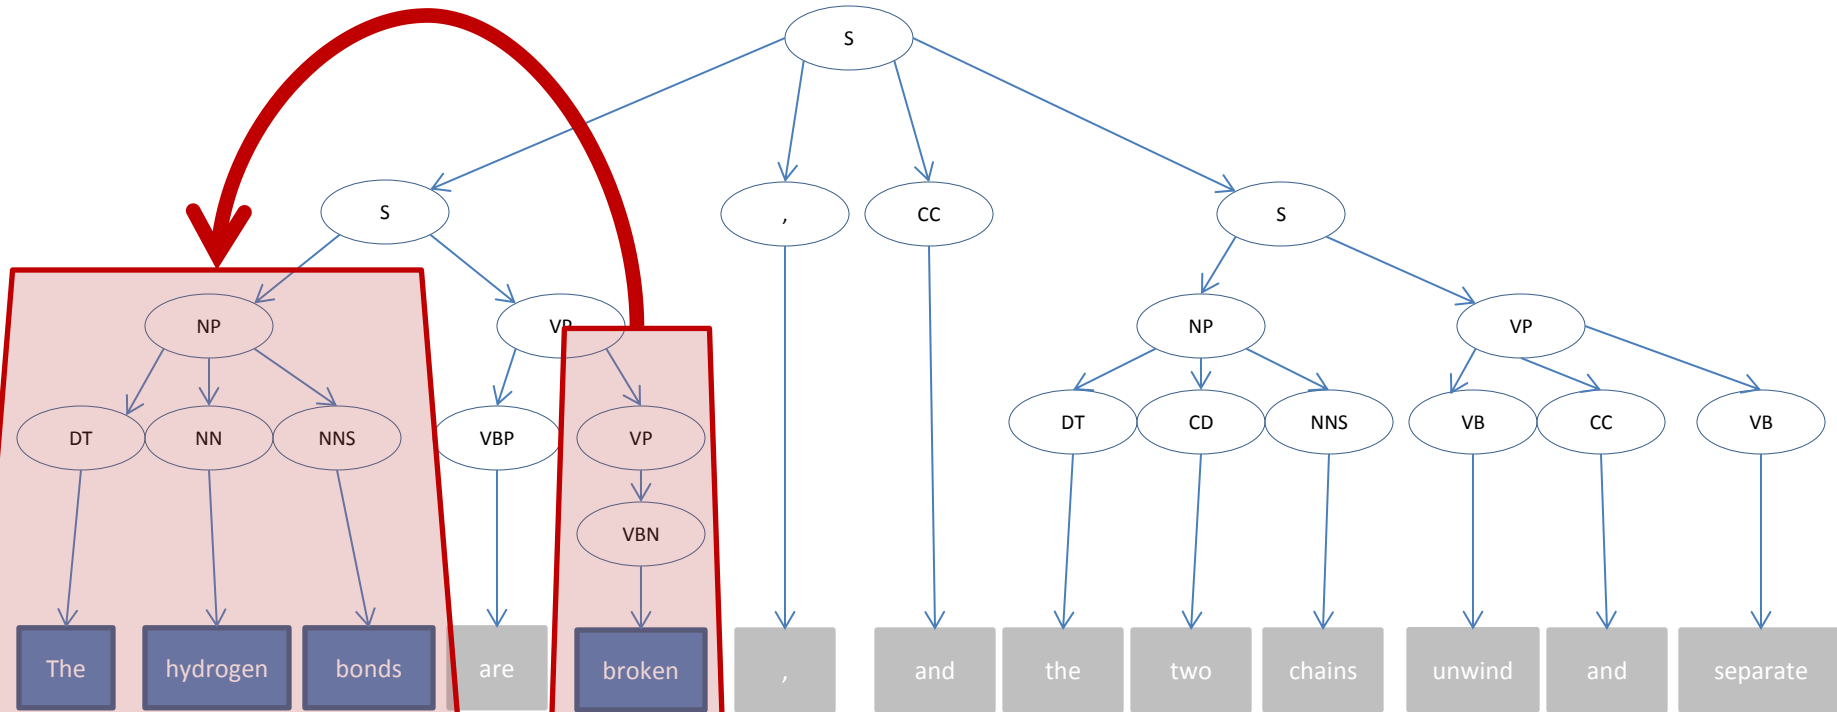 S
S , CC S
NP VP NP VP
DT NN NNS VBP VP DT CD NNS VB CC VB
VBN
The hydrogen bonds are broken , and the two chains unwind and separate